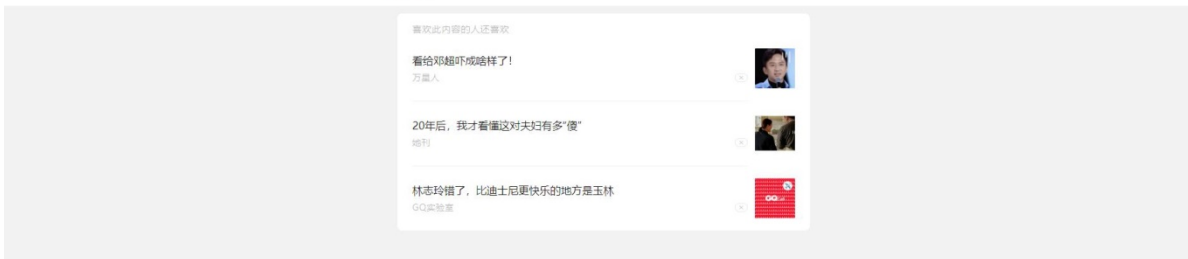 喜欢此内容的人还喜欢
看给邓超吓成啥样了！
万星人
20年后，我才看懂这对夫妇有多“傻”
地利
林志玲错了，比迪士尼更快乐的地方是玉林
GQ实验室
GQ